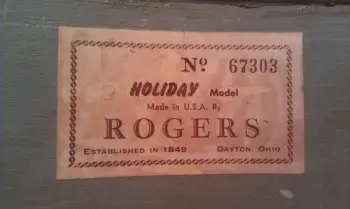 Nº 67303
HOLIDAY Model
Made in U.S.A. By
ROGERS
ESTABLISHED IN 1849 DAYTON, OHIO